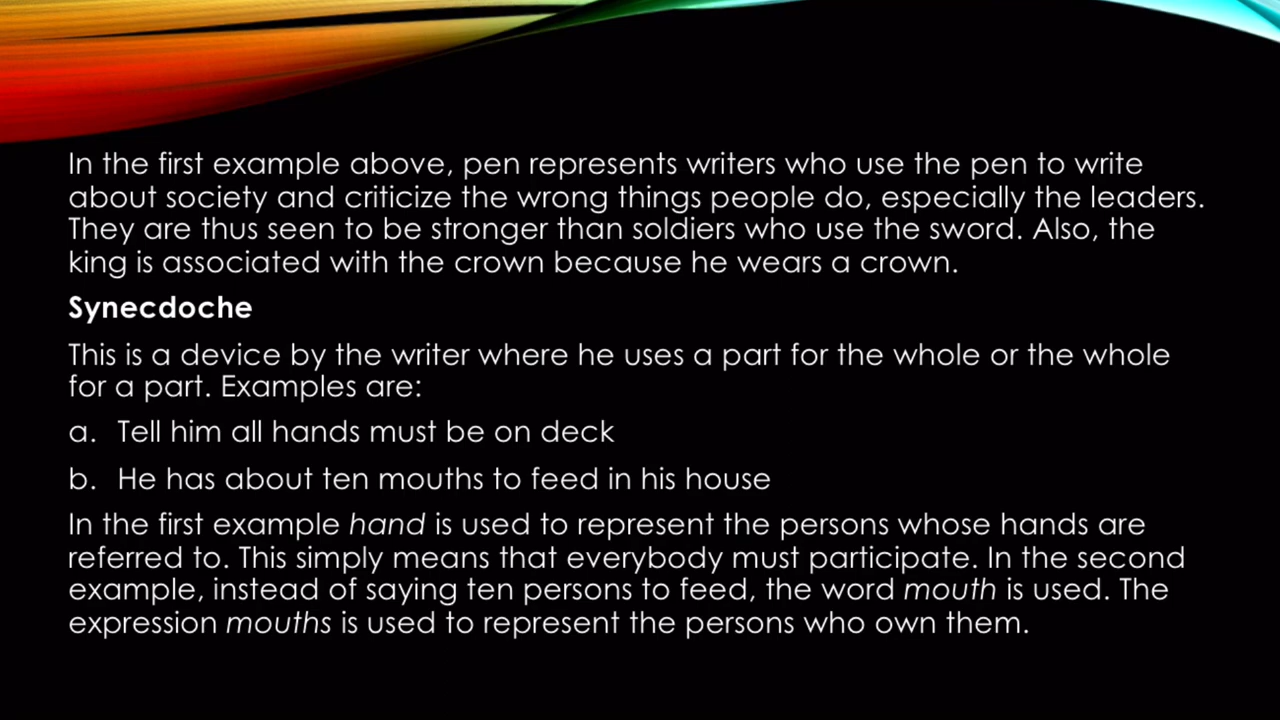 In the first example above, pen represents writers who use the pen to write
about society and criticize the wrong things people do, especially the leaders.
They are thus seen to be stronger than soldiers who use the sword. Also, the
king is associated with the crown because he wears a crown.
Synecdoche
This is a device by the writer where he uses a part for the whole or the whole
for a part. Examples are:
a. Tell him all hands must be on deck
b. He has about ten mouths to feed in his house
In the first example hand is used to represent the persons whose hands are
referred to. This simply means that everybody must participate. In the second
example, instead of saying ten persons to feed, the word mouth is used. The
expression mouths is used to represent the persons who own them.